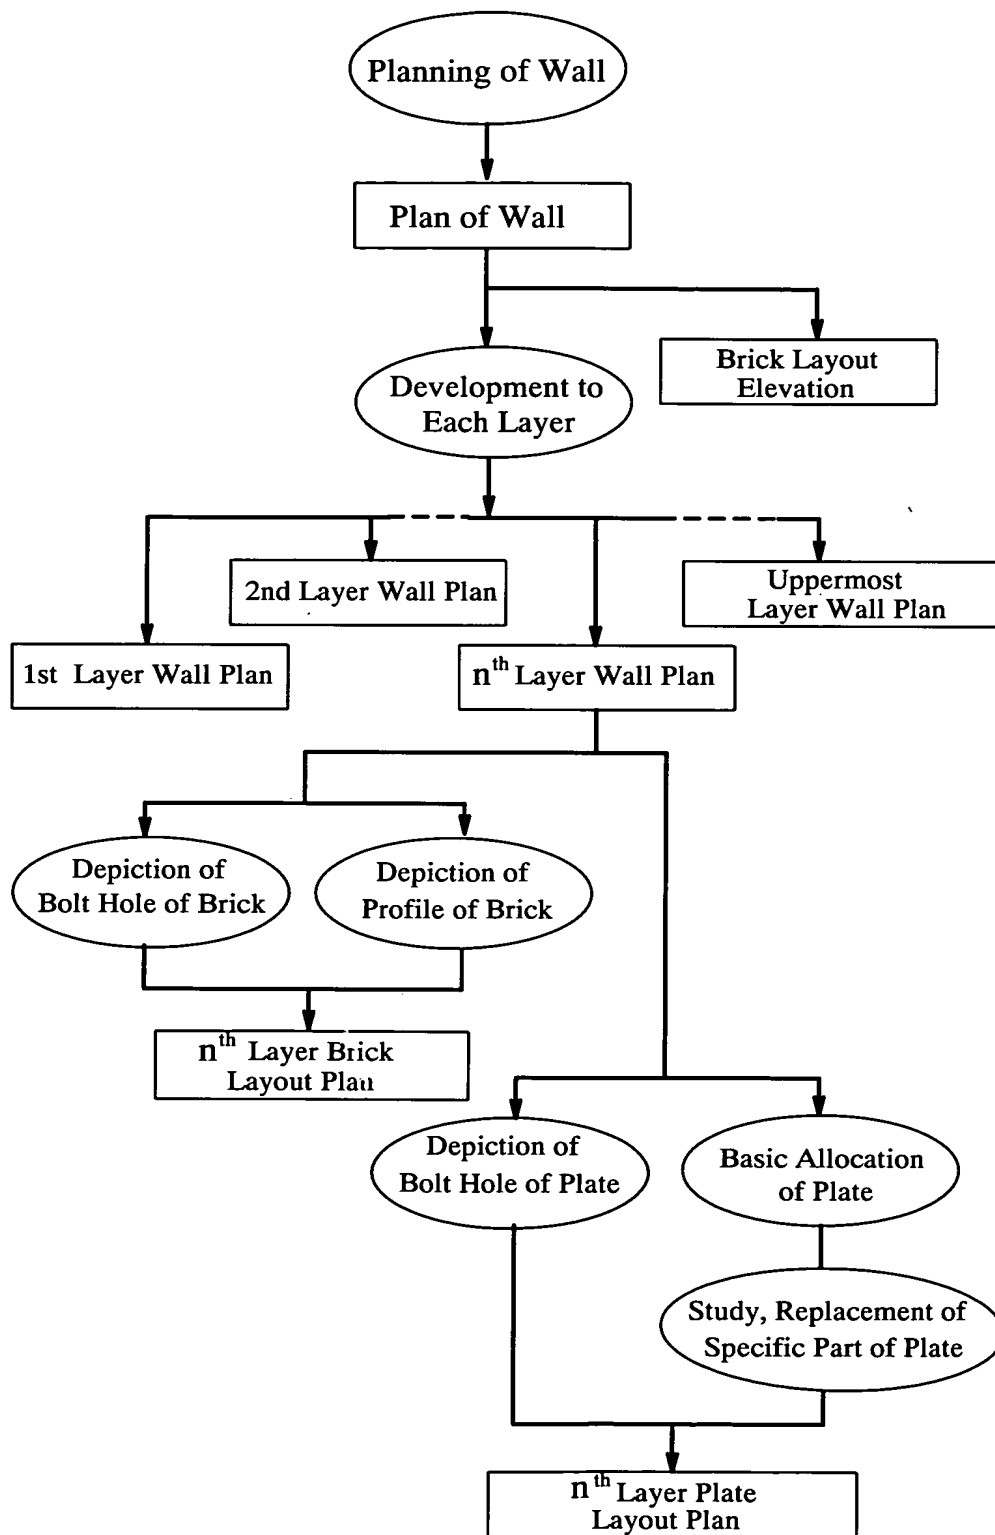 Planning of Wall
Plan of Wall
Brick Layout
Elevation
Development to
Each Layer
2nd Layer Wall Plan
Uppermost
Layer Wall Plan
1st Layer Wall Plan
nth Layer Wall Plan
Depiction of
Bolt Hole of Brick
Depiction of
Profile of Brick
nth Layer Brick
Layout Plan
Depiction of
Bolt Hole of Plate
Basic Allocation
of Plate
Study, Replacement of
Specific Part of Plate
nth Layer Plate
Layout Plan